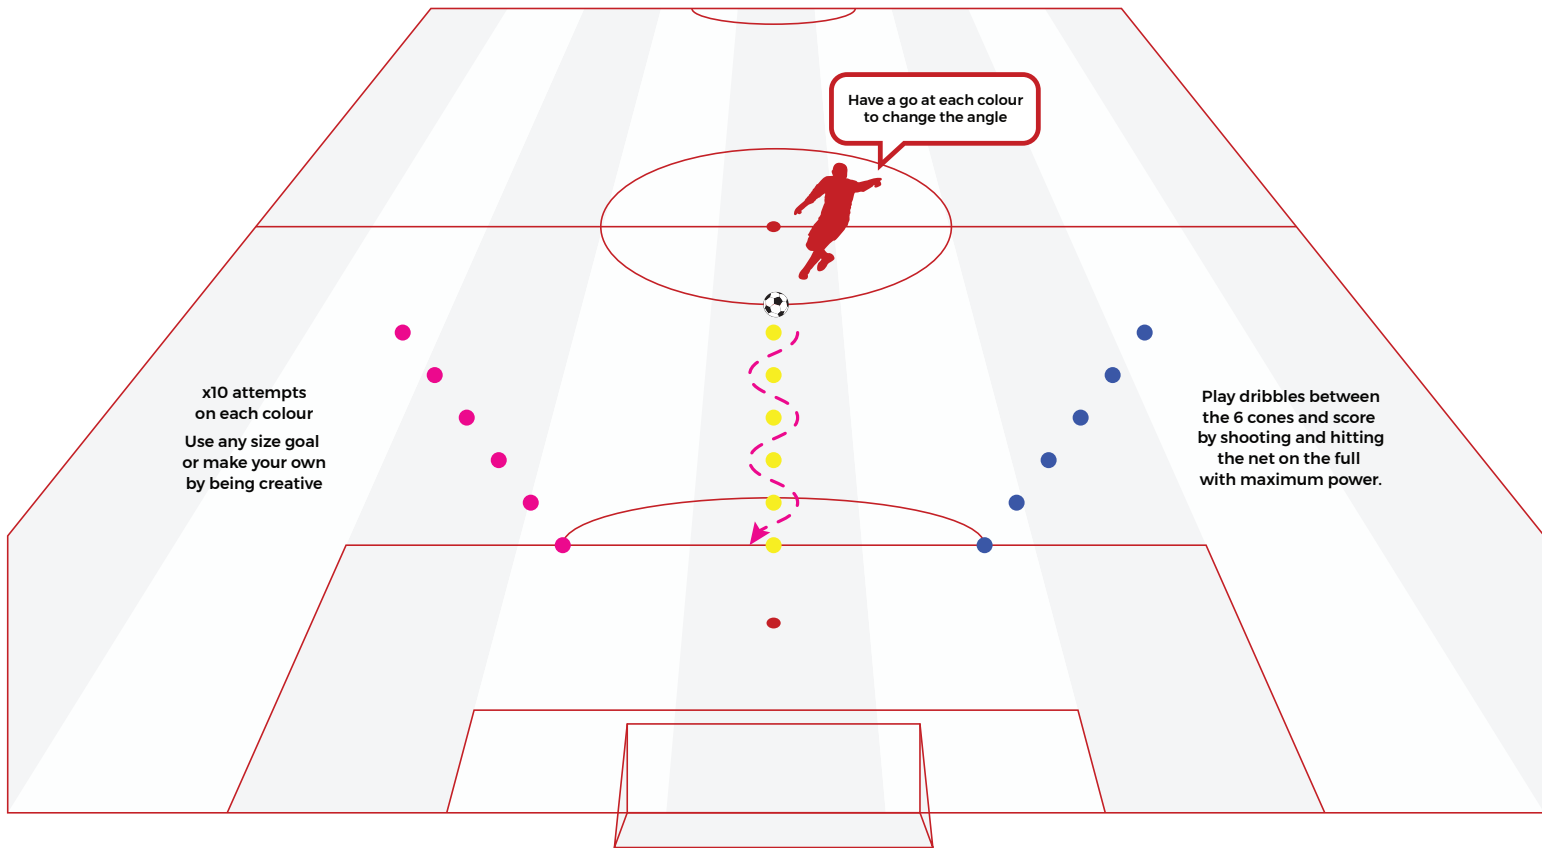 Have a go at each colour
to change the angle
x10 attempts
on each colour
Use any size goal
or make your own
by being creative
Play dribbles between
the 6 cones and score
by shooting and hitting
the net on the full
with maximum power.